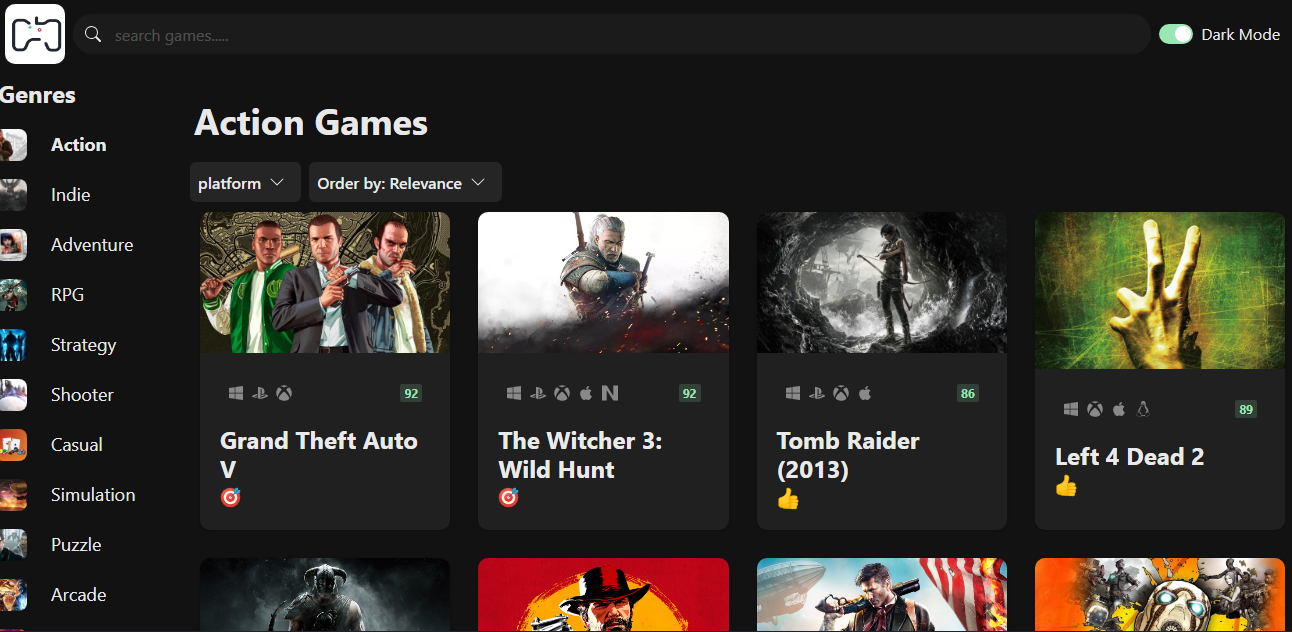 search games.....
Dark Mode
Genres
Action
Indie
Adventure
RPG
Strategy
Shooter
Casual
Simulation
Puzzle
Arcade
Action Games
platform
Order by: Relevance
92
Grand Theft Auto
V
92
The Witcher 3:
Wild Hunt
86
Tomb Raider
(2013)
89
Left 4 Dead 2